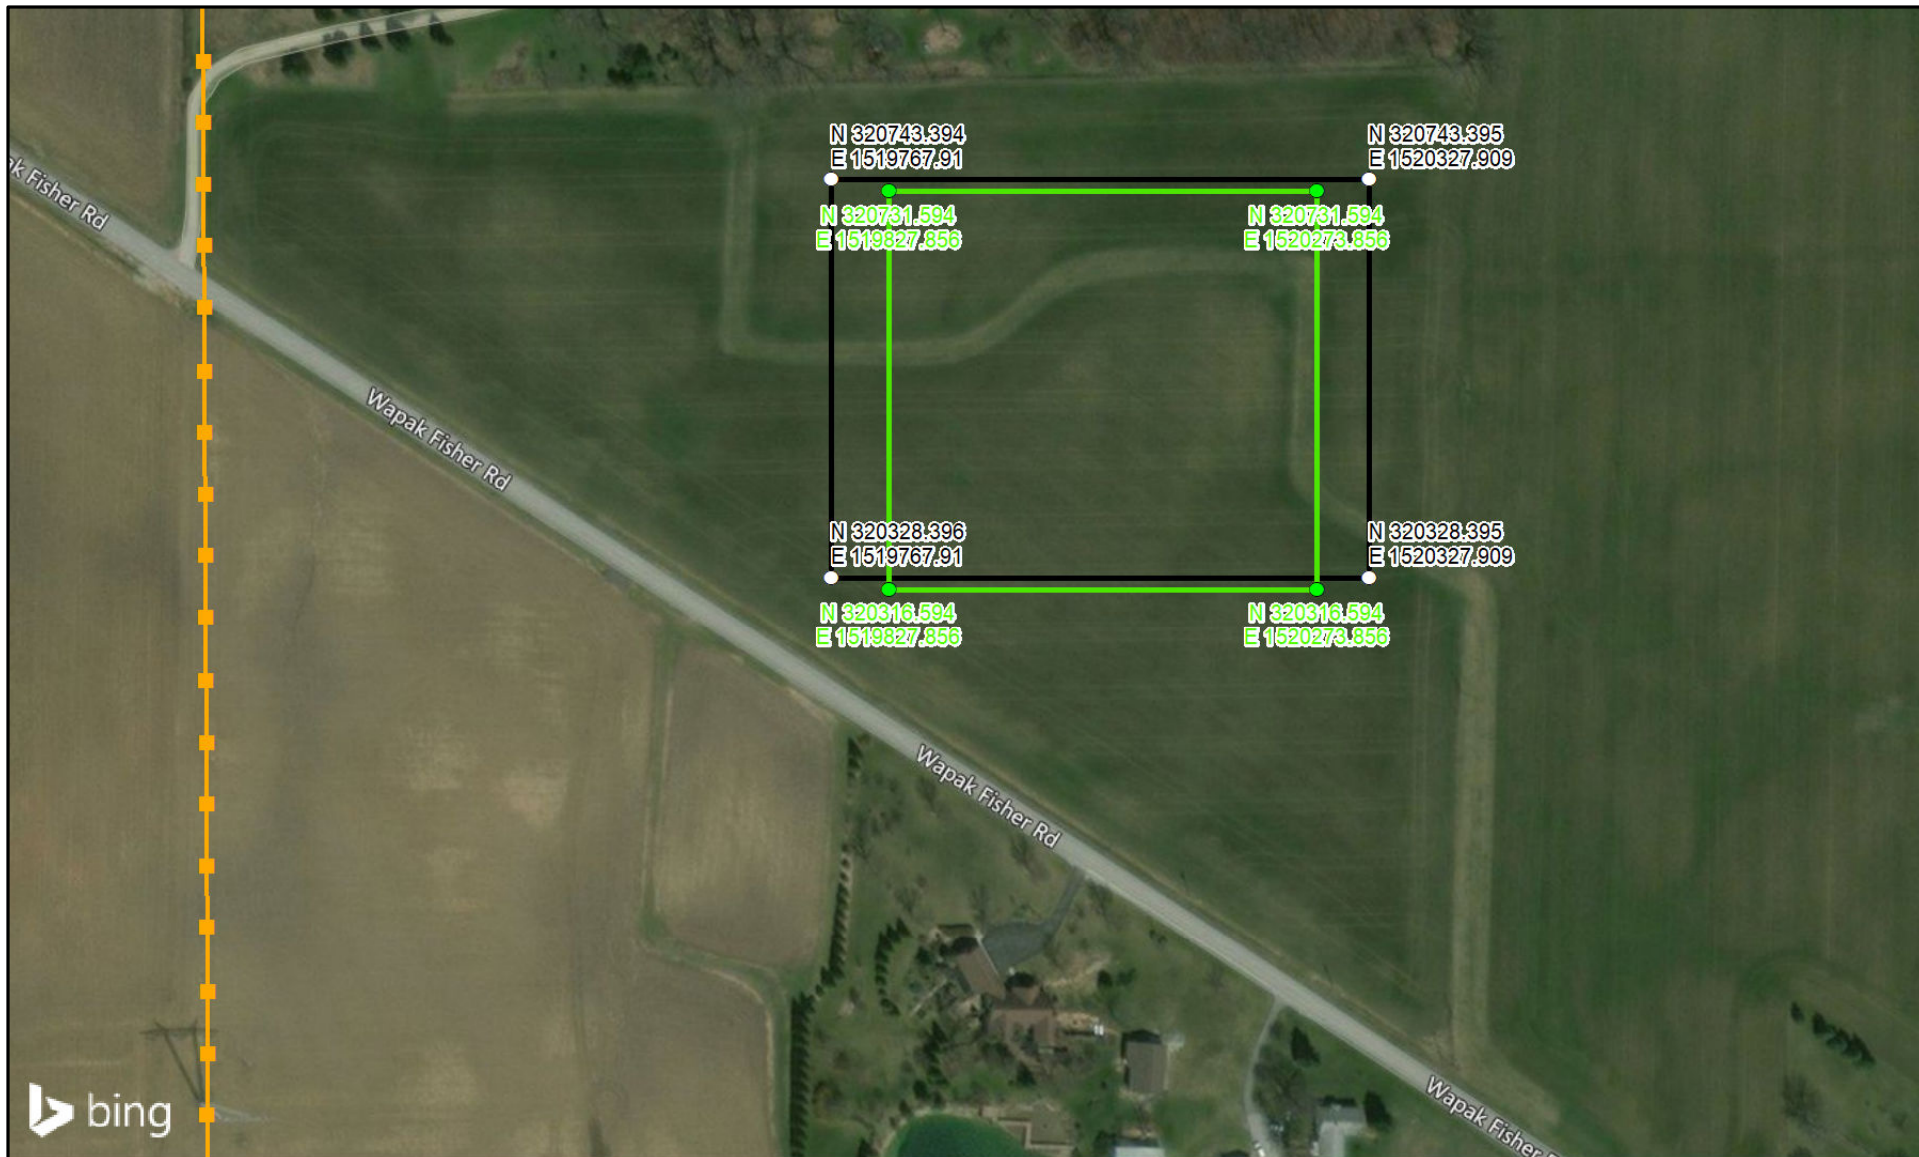 N 320743.394
E 1519767.91
N 320743.395
E 1520327.909
ak Fisher Rd
N 320731.594
E 1519827.856
N 320731.594
E 1520273.856
Wapak Fisher Rd
N 320328.396
E 1519767.91
N 320328.395
E 1520327.909
N 320316.594
E 1519827.856
N 320316.594
E 1520273.856
Wapak Fisher Rd
bing
Wapak Fisher